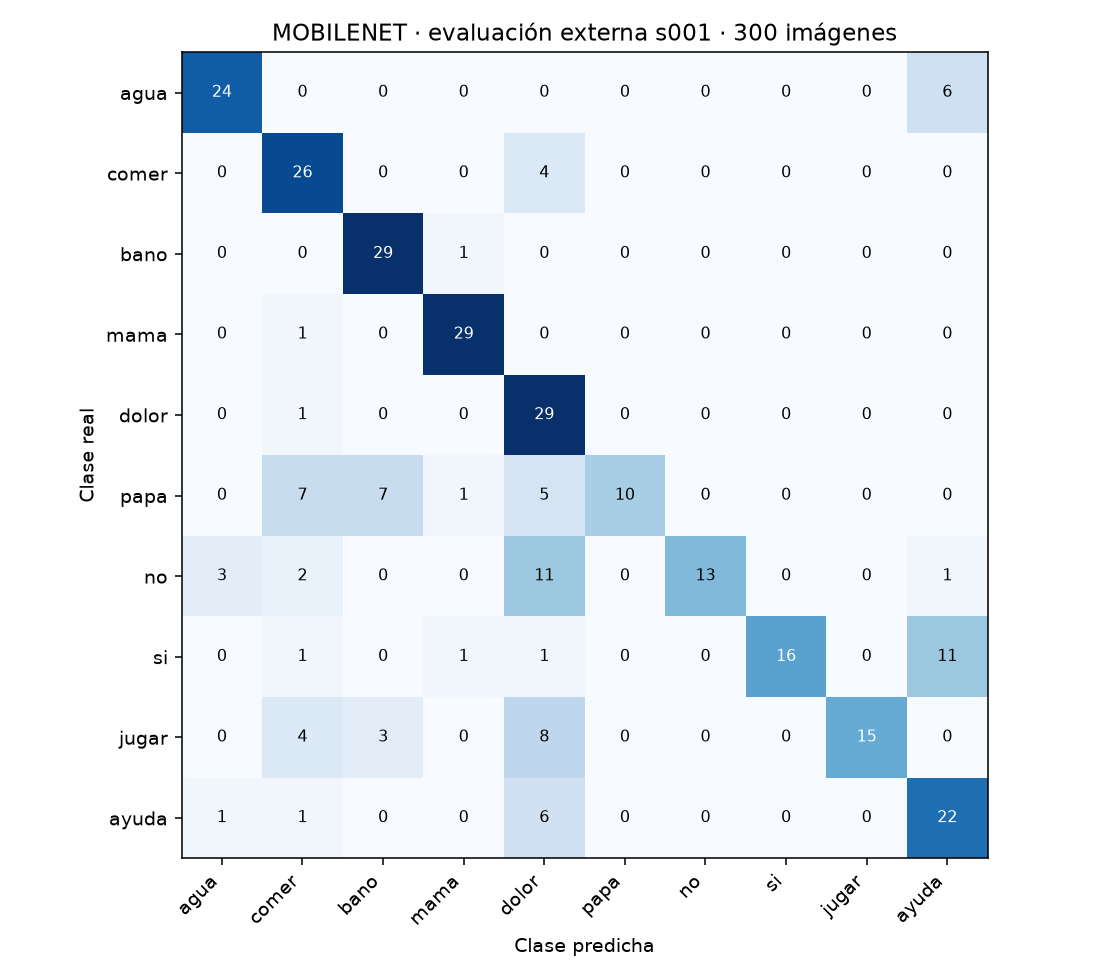 MOBILENET · evaluación externa s001 · 300 imágenes
agua 24 0 0 0 0 0 0 0 0 6
comer 0 26 0 0 4 0 0 0 0 0
bano 0 0 29 1 0 0 0 0 0 0
mama 0 1 0 29 0 0 0 0 0 0
dolor 0 1 0 0 29 0 0 0 0 0
papa 0 7 7 1 5 10 0 0 0 0
no 3 2 0 0 11 0 13 0 0 1
si 0 1 0 1 1 0 0 16 0 11
jugar 0 4 3 0 8 0 0 0 15 0
ayuda 1 1 0 0 6 0 0 0 0 22
Clase real
agua comer bano mama dolor papa no si jugar ayuda
Clase predicha